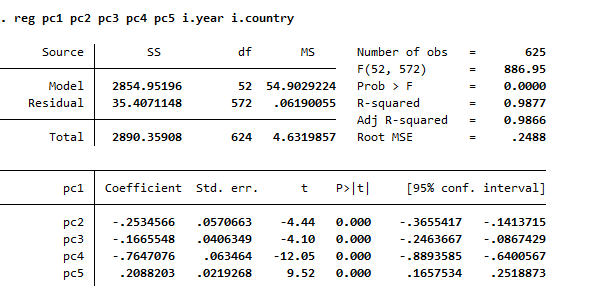 . reg pc1 pc2 pc3 pc4 pc5 i.year i.country
Source SS df MS Number of obs = 625
F(52, 572) = 886.95
Model 2854.95196 52 54.9029224 Prob > F = 0.0000
Residual 35.4071148 572 .06190055 R-squared = 0.9877
Adj R-squared = 0.9866
Total 2890.35908 624 4.6319857 Root MSE = .2488
pc1 Coefficient Std. err. t P>|t| [95% conf. interval]
pc2 -.2534566 .0570663 -4.44 0.000 -.3655417 -.1413715
pc3 -.1665548 .0406349 -4.10 0.000 -.2463667 -.0867429
pc4 -.7647076 .063464 -12.05 0.000 -.8893585 -.6400567
pc5 .2088203 .0219268 9.52 0.000 .1657534 .2518873